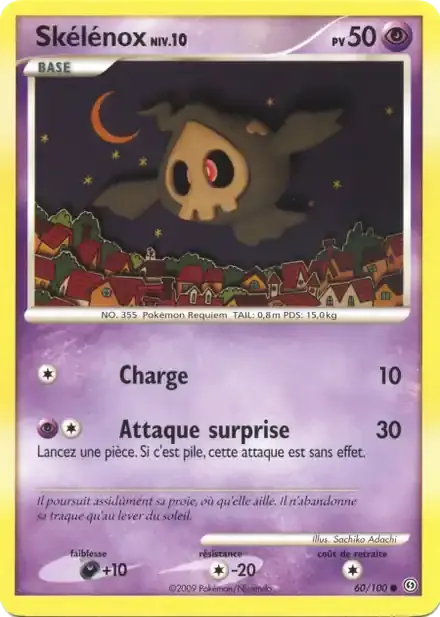 Skélénox NIV.10 PV 50
BASE
NO. 355 Pokémon Requiem TAIL: 0,8m PDS: 15,0kg
Charge 10
Attaque surprise 30
Lancez une pièce. Si c'est pile, cette attaque est sans effet.
Il poursuit assidûment sa proie, où qu'elle aille. Il n'abandonne
sa traque qu'au lever du soleil.
Illus. Sachiko Adachi
faiblesse résistance coût de retraite
+10 -20
©2009 Pokémon/Nintendo 60/100